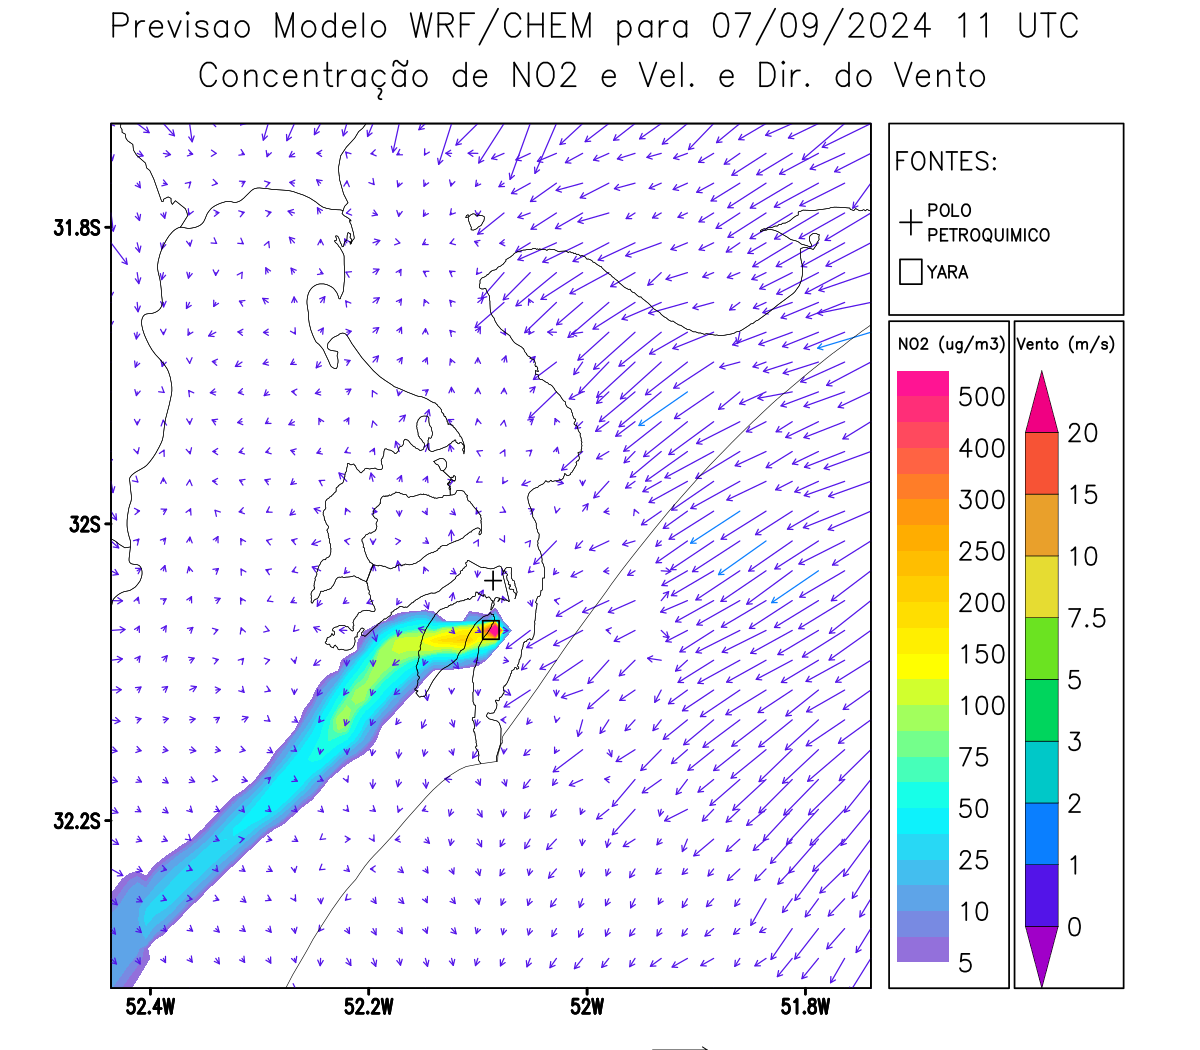 Previsao Modelo WRF/CHEM para 07/09/2024 11 UTC
Concentração de NO2 e Vel. e Dir. do Vento
FONTES:
POLO
PETROQUIMICO
YARA
NO2 (ug/m3)
500
400
300
250
200
150
100
75
50
25
10
5
Vento (m/s)
20
15
10
7.5
5
3
2
1
0
31.8S
32S
32.2S
52.4W
52.2W
52W
51.8W